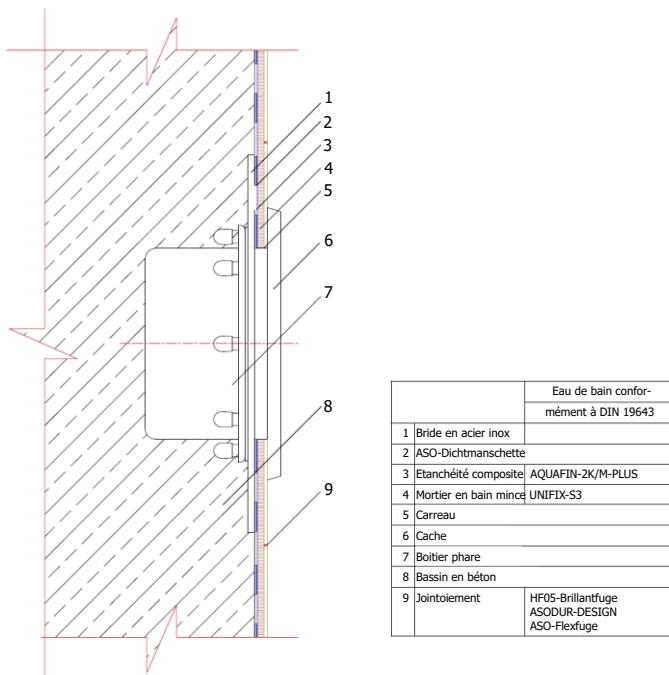 1
2
3
4
5
6
7
8
9
Eau de bain confor-
mément à DIN 19643
1 Bride en acier inox
2 ASO-Dichtmanschette
3 Etanchéité composite AQUAFIN-2K/M-PLUS
4 Mortier en bain mince UNIFIX-S3
5 Carreau
6 Cache
7 Boitier phare
8 Bassin en béton
9 Jointoiement HF05-Brillantfuge
ASODUR-DESIGN
ASO-Flexfuge